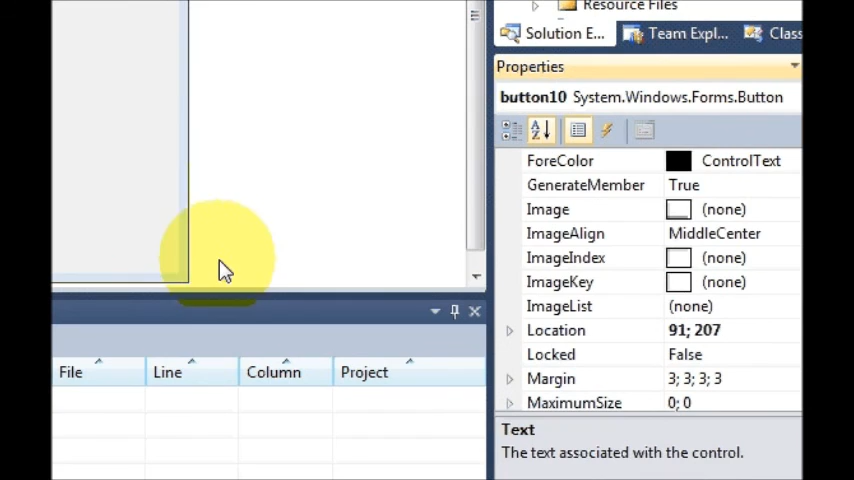 Resource Files
Solution E... Team Expl... Class
Properties
button10 System.Windows.Forms.Button
ForeColor ControlText
GenerateMember True
Image (none)
ImageAlign MiddleCenter
ImageIndex (none)
ImageKey (none)
ImageList (none)
Location 91; 207
Locked False
Margin 3; 3; 3; 3
MaximumSize 0; 0
File Line Column Project
Text
The text associated with the control.